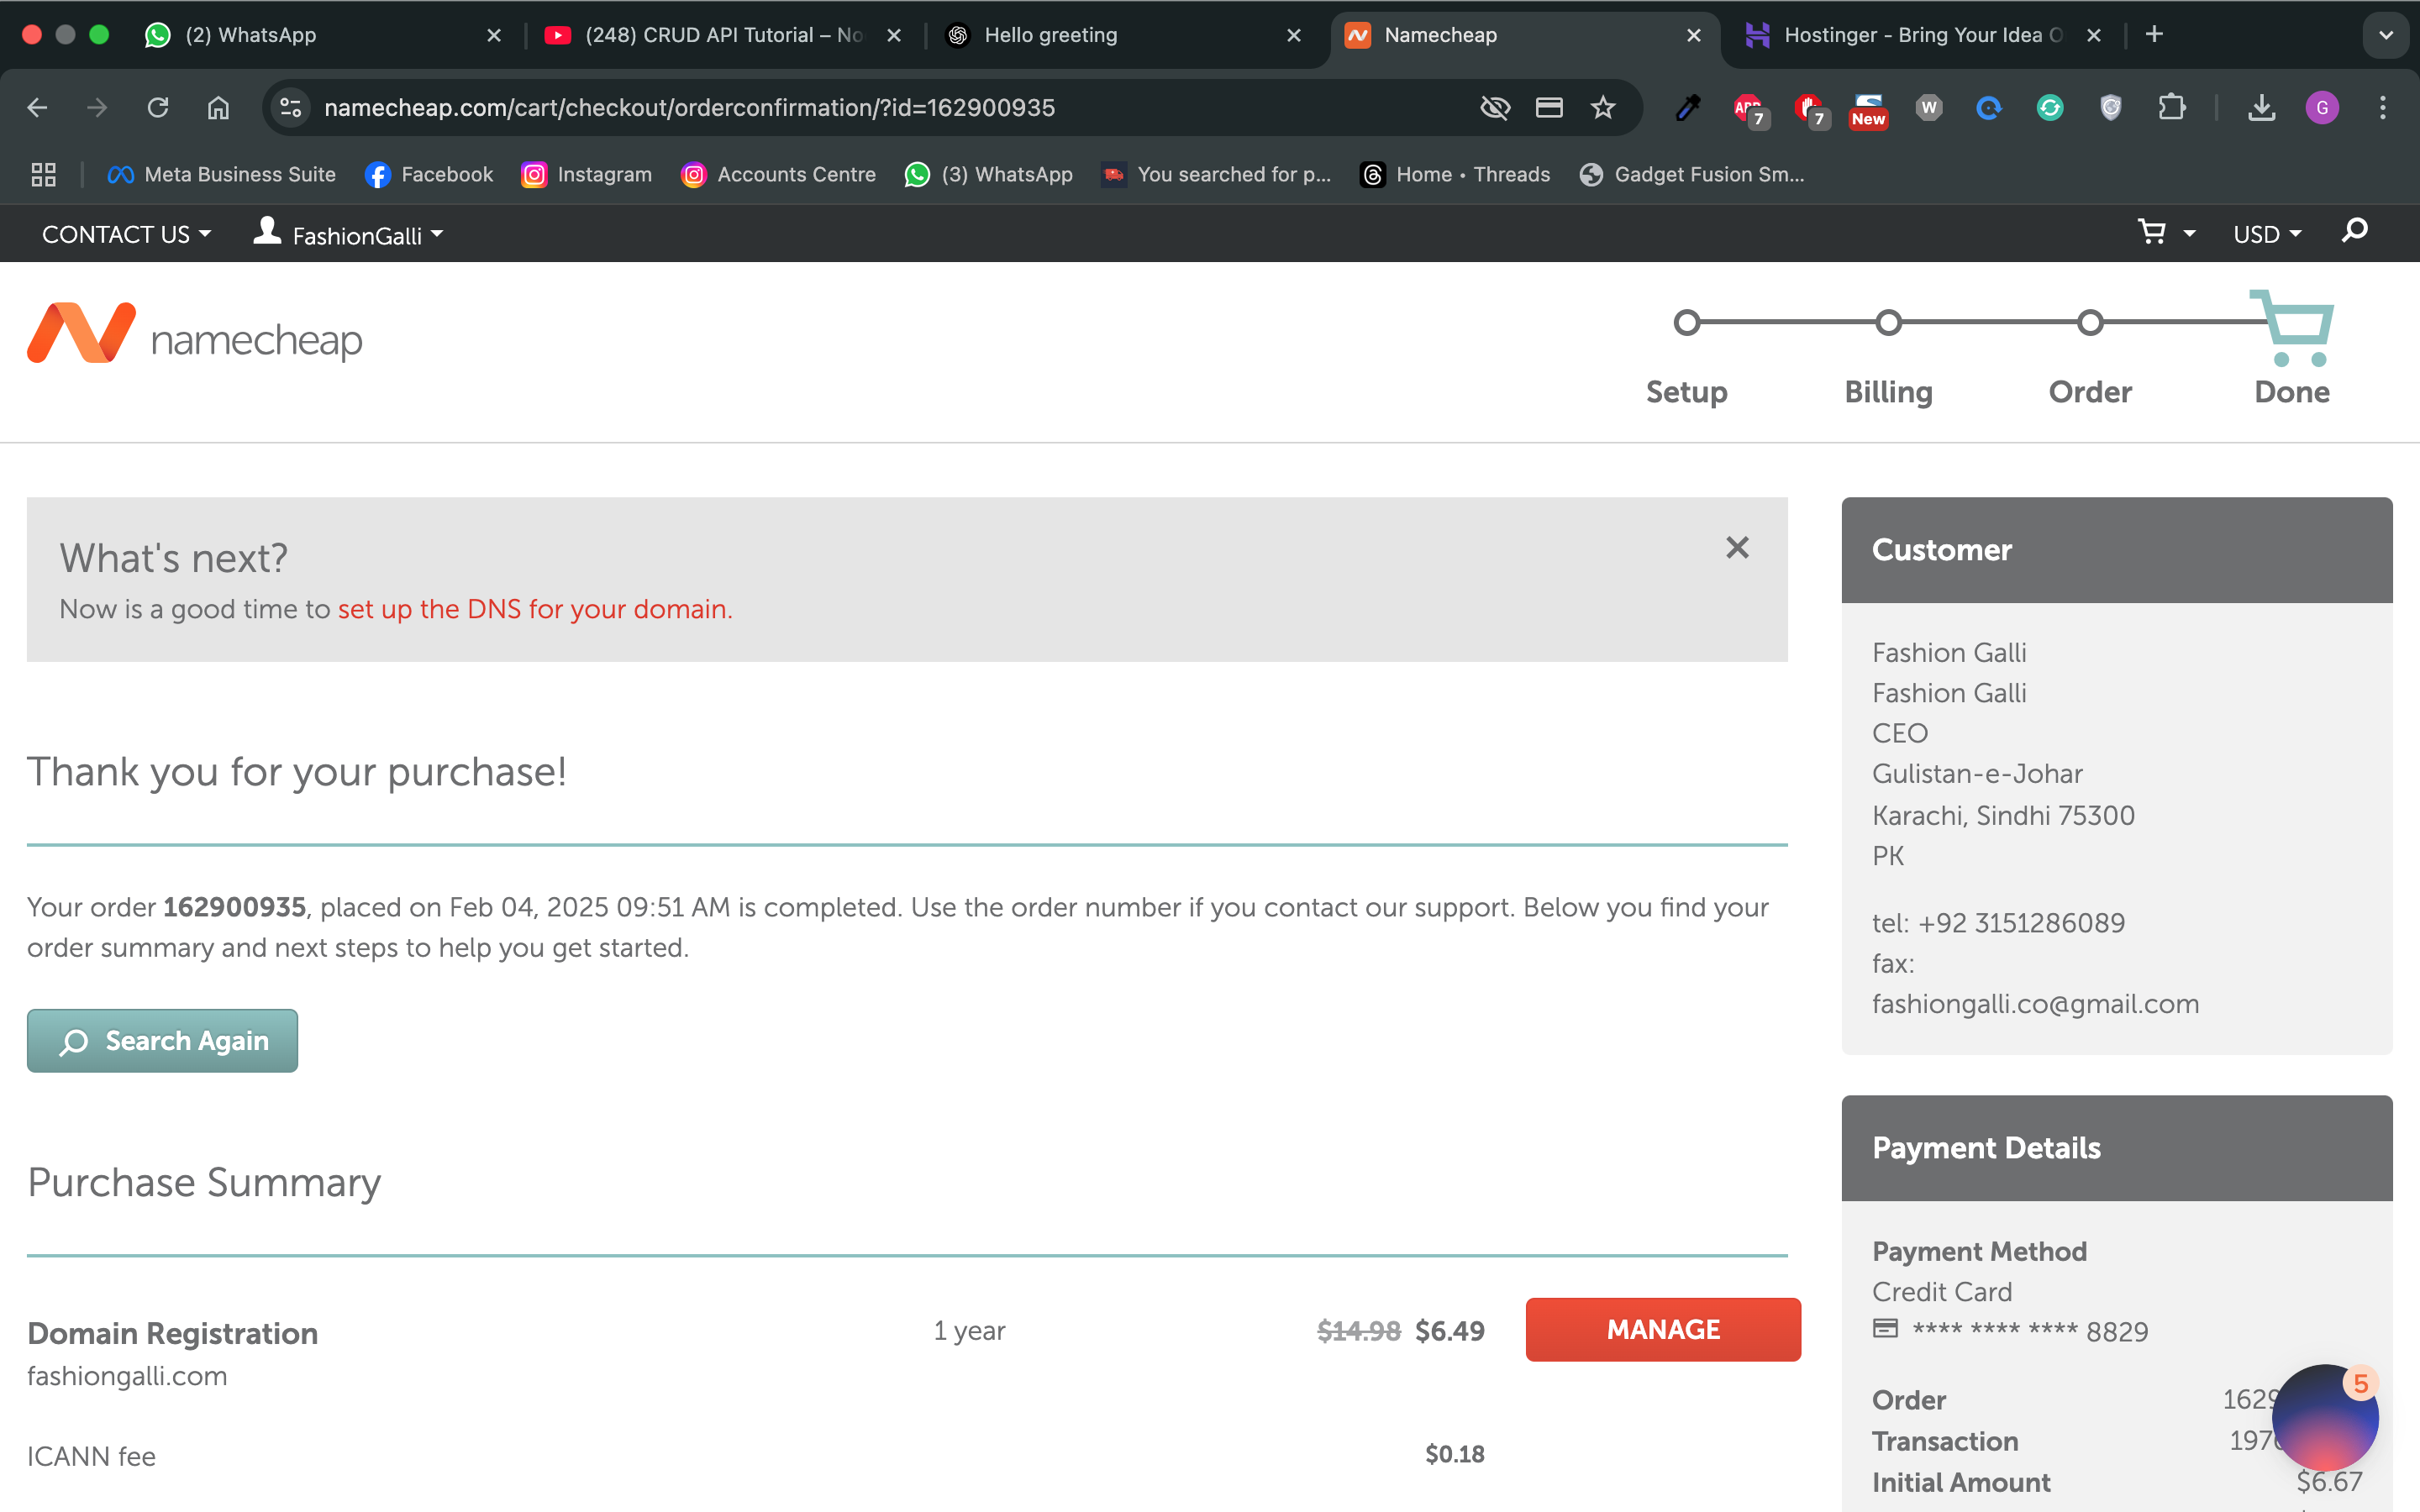 (2) WhatsApp
(248) CRUD API Tutorial – No
Hello greeting
Namecheap
Hostinger - Bring Your Idea O
namecheap.com/cart/checkout/orderconfirmation/?id=162900935
ABP
7
7
New
W
G
Meta Business Suite
Facebook
Instagram
Accounts Centre
(3) WhatsApp
You searched for p...
Home • Threads
Gadget Fusion Sm...
CONTACT US
FashionGalli
USD
namecheap
Setup
Billing
Order
Done
What's next?
Now is a good time to set up the DNS for your domain.
Thank you for your purchase!
Your order 162900935, placed on Feb 04, 2025 09:51 AM is completed. Use the order number if you contact our support. Below you find your
order summary and next steps to help you get started.
Search Again
Purchase Summary
Domain Registration
1 year
$14.98 $6.49
MANAGE
fashiongalli.com
ICANN fee
$0.18
Customer
Fashion Galli
Fashion Galli
CEO
Gulistan-e-Johar
Karachi, Sindhi 75300
PK
tel: +92 3151286089
fax:
fashiongalli.co@gmail.com
Payment Details
Payment Method
Credit Card
**** **** **** 8829
5
Order 1629
Transaction 197
Initial Amount $6.67